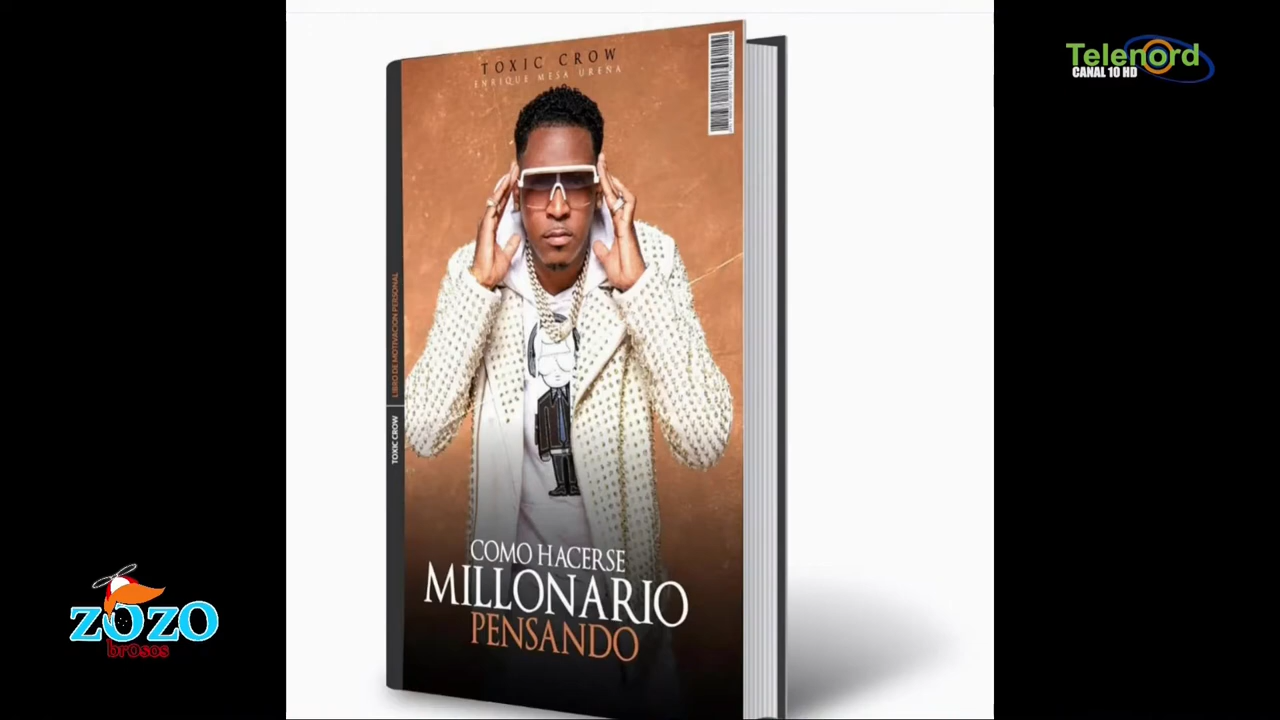 TOXIC CROW
ENRIQUE MESA UREÑA
LIBRO DE MOTIVACION PERSONAL
TOXIC CROW
COMO HACERSE
MILLONARIO
PENSANDO
Telenord
CANAL 10 HD
ZOZO
brosos